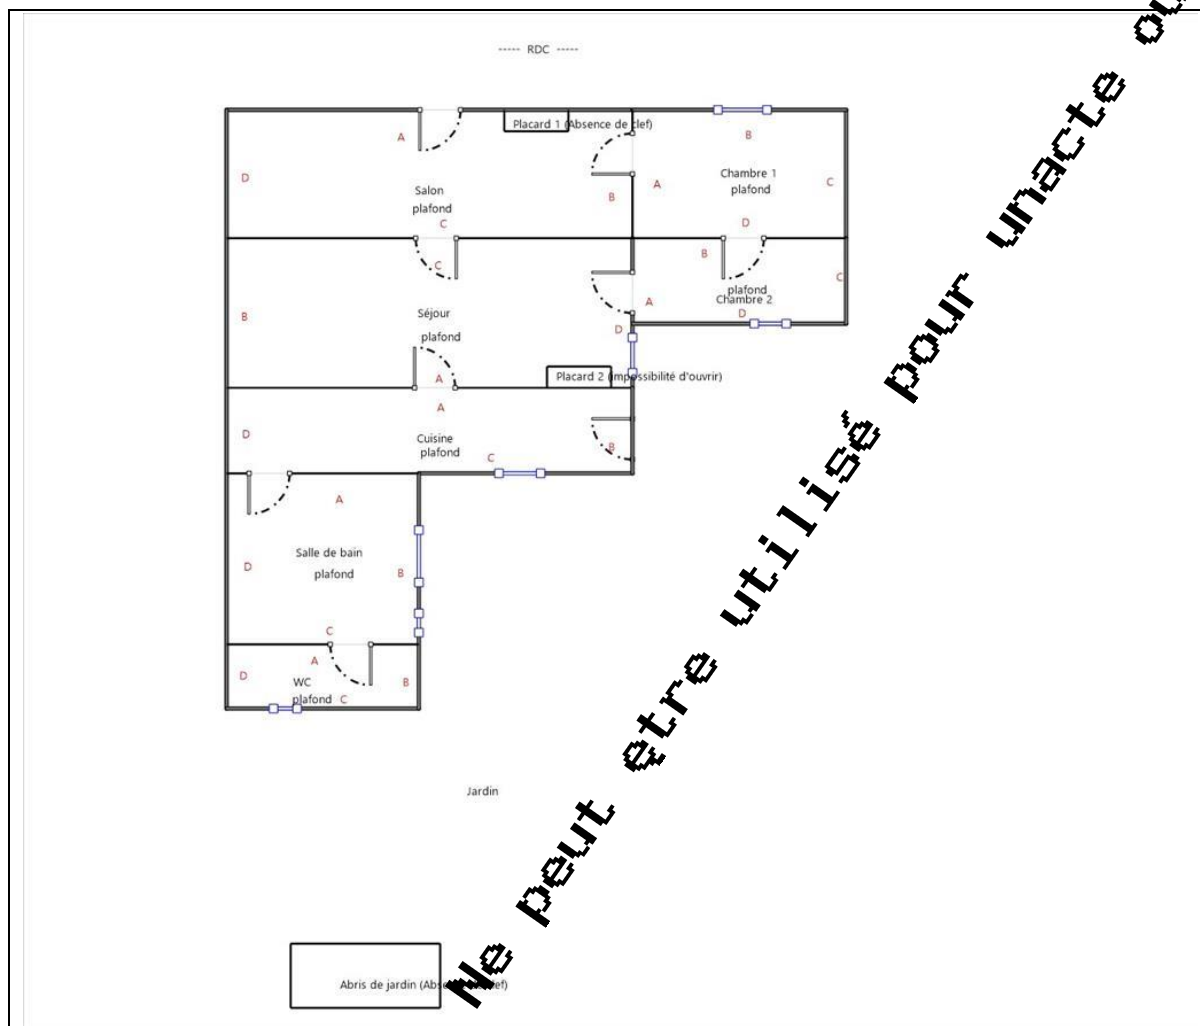 ----- RDC -----
Placard 1 (Absence de clef)
A
B
D
Salon
plafond
B
C
A
Chambre 1
plafond
C
D
C
B
C
B
Séjour
plafond
plafond
Chambre 2
A
D
D
A
Placard 2 (impossibilité d'ouvrir)
A
D
Cuisine
plafond
B
C
A
Salle de bain
D
plafond
B
C
A
D
WC
B
plafond
C
Jardin
Abris de jardin
Ne peut etre utilisé pour un acte